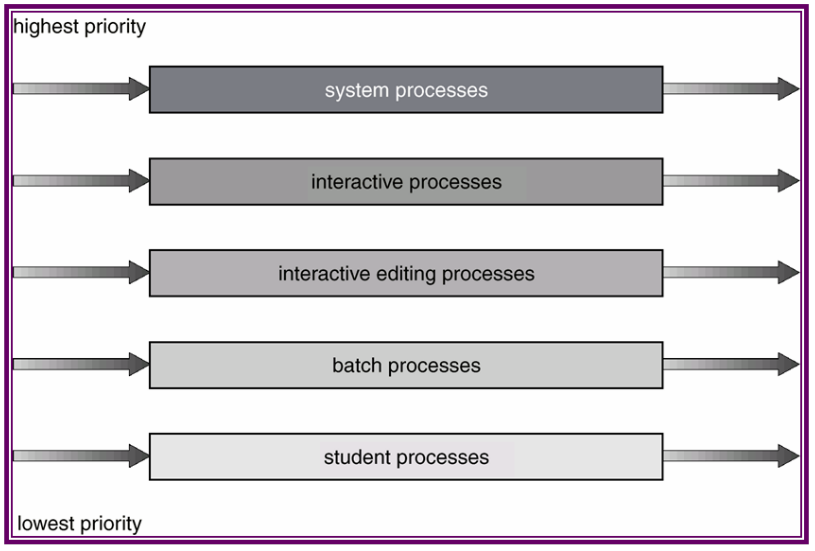 highest priority
system processes
interactive processes
interactive editing processes
batch processes
student processes
lowest priority